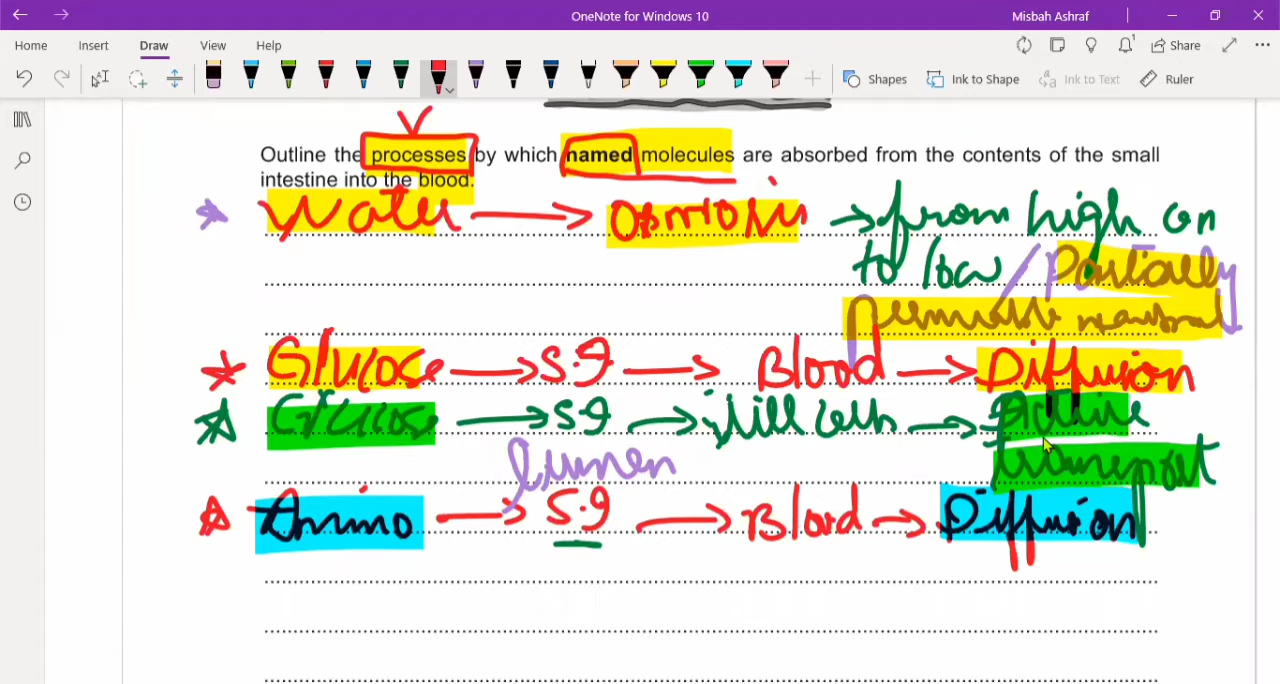 OneNote for Windows 10
Misbah Ashraf
Home Insert Draw View Help
Share
Shapes
Ink to Shape
Ink to Text
Ruler
Outline the processes by which named molecules are absorbed from the contents of the small
intestine into the blood.
Water → Osmosis → from high con
to low / Partially
permeable membrane
Glucose → S.I → Blood → Diffusion
Glucose → S.I → villi cells → Active
lumen transport
Amino → S.I → Blood → Diffusion